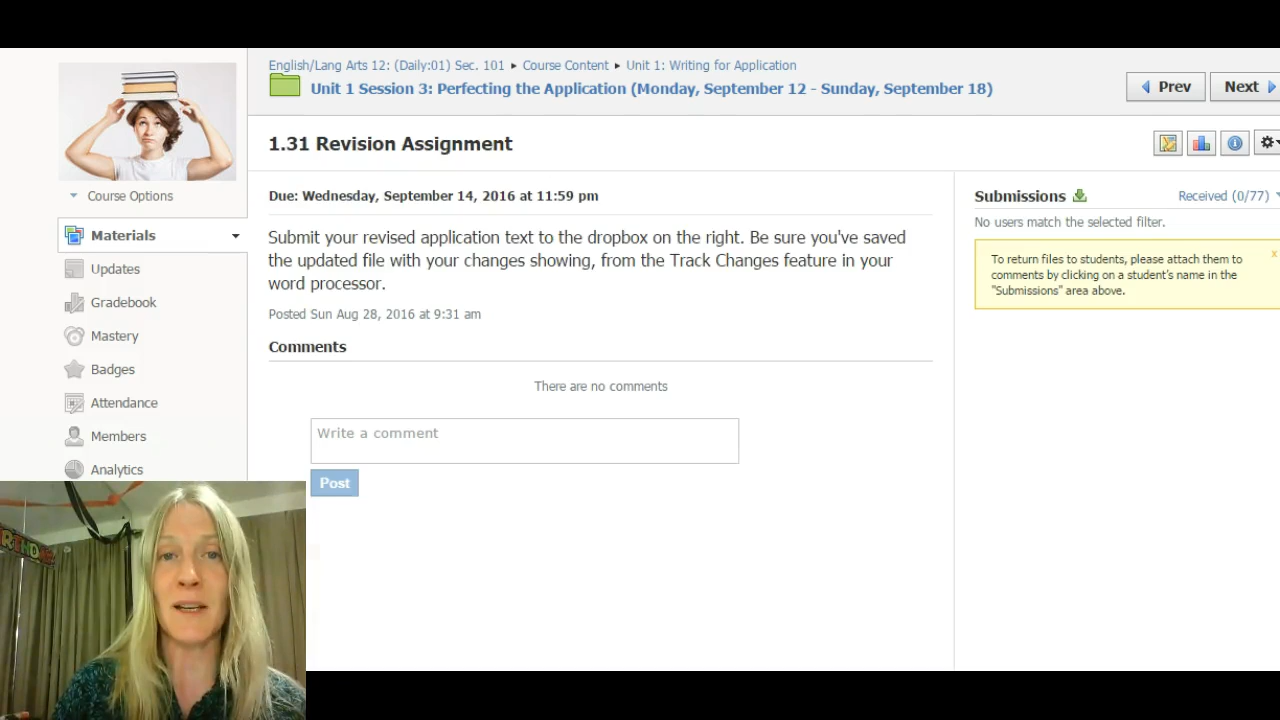 English/Lang Arts 12: (Daily:01) Sec. 101 ▸ Course Content ▸ Unit 1: Writing for Application
Unit 1 Session 3: Perfecting the Application (Monday, September 12 - Sunday, September 18)
Prev
Next
1.31 Revision Assignment
Course Options
Materials
Updates
Gradebook
Mastery
Badges
Attendance
Members
Analytics
Due: Wednesday, September 14, 2016 at 11:59 pm
Submit your revised application text to the dropbox on the right. Be sure you've saved
the updated file with your changes showing, from the Track Changes feature in your
word processor.
Posted Sun Aug 28, 2016 at 9:31 am
Comments
There are no comments
Write a comment
Post
Submissions
Received (0/77)
No users match the selected filter.
x
To return files to students, please attach them to
comments by clicking on a student's name in the
"Submissions" area above.